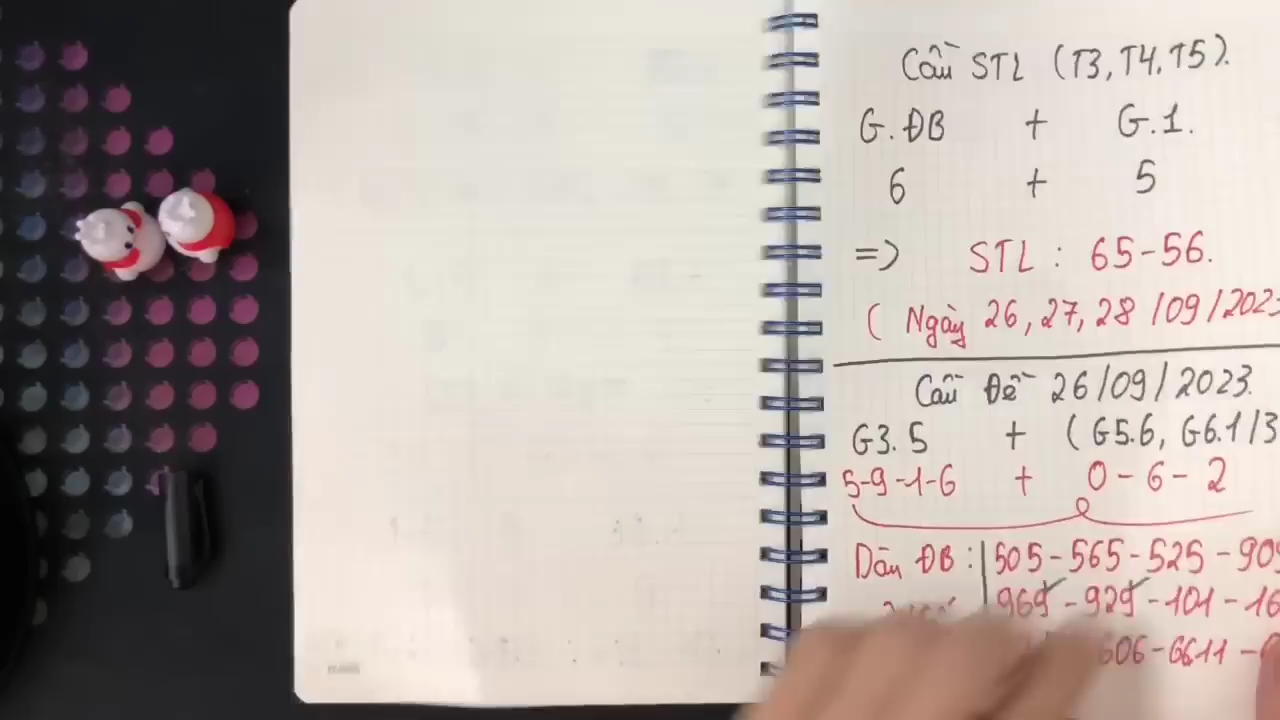 Cầu STL (T3, T4, T5).
G.ĐB + G.1.
6 + 5
=> STL : 65-56.
( Ngày 26, 27, 28 /09/2023
Cầu Đề 26/09/2023.
G3.5 + ( G5.6, G6.1/3
5-9-1-6 + 0 - 6 - 2
Dàn ĐB : 505 - 565 - 525 - 909
969 - 929 - 101 - 16
606 - 6611 -